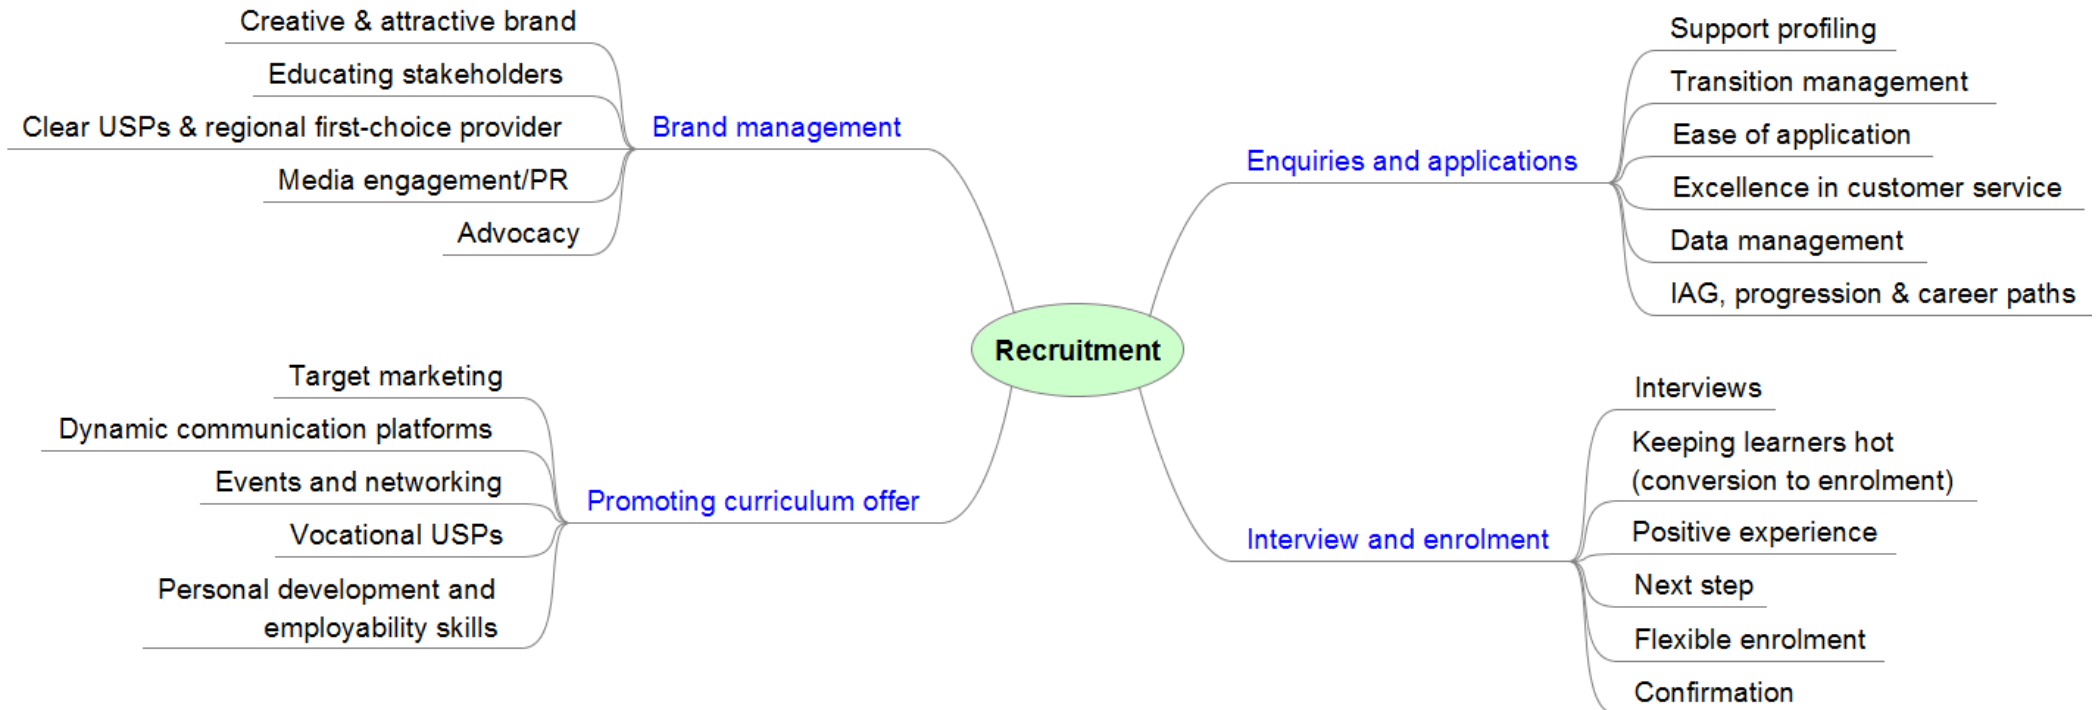 Creative & attractive brand
Educating stakeholders
Clear USPs & regional first-choice provider
Media engagement/PR
Advocacy
Brand management
Target marketing
Dynamic communication platforms
Events and networking
Vocational USPs
Personal development and
employability skills
Promoting curriculum offer
Recruitment
Enquiries and applications
Support profiling
Transition management
Ease of application
Excellence in customer service
Data management
IAG, progression & career paths
Interview and enrolment
Interviews
Keeping learners hot
(conversion to enrolment)
Positive experience
Next step
Flexible enrolment
Confirmation